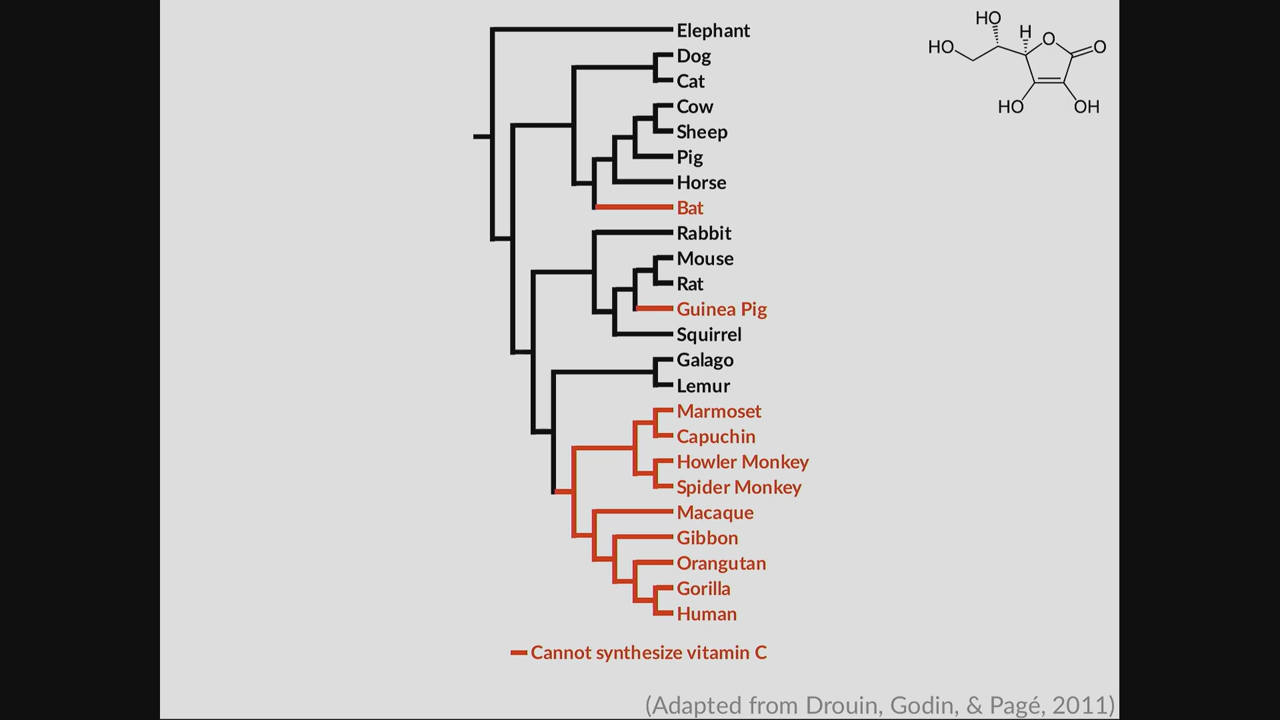 Elephant
Dog
Cat
Cow
Sheep
Pig
Horse
Bat
Rabbit
Mouse
Rat
Guinea Pig
Squirrel
Galago
Lemur
Marmoset
Capuchin
Howler Monkey
Spider Monkey
Macaque
Gibbon
Orangutan
Gorilla
Human
Cannot synthesize vitamin C
HO
H
O
HO
O
HO
OH
(Adapted from Drouin, Godin, & Pagé, 2011)